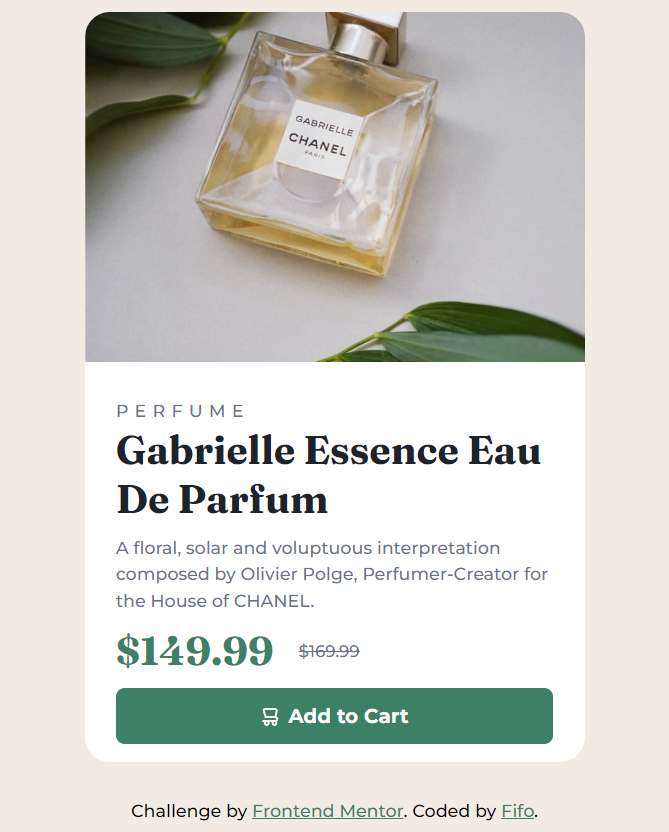 GABRIELLE
CHANEL
PARIS
PERFUME
Gabrielle Essence Eau
De Parfum
A floral, solar and voluptuous interpretation
composed by Olivier Polge, Perfumer-Creator for
the House of CHANEL.
$149.99 $169.99
Add to Cart
Challenge by Frontend Mentor. Coded by Fifo.